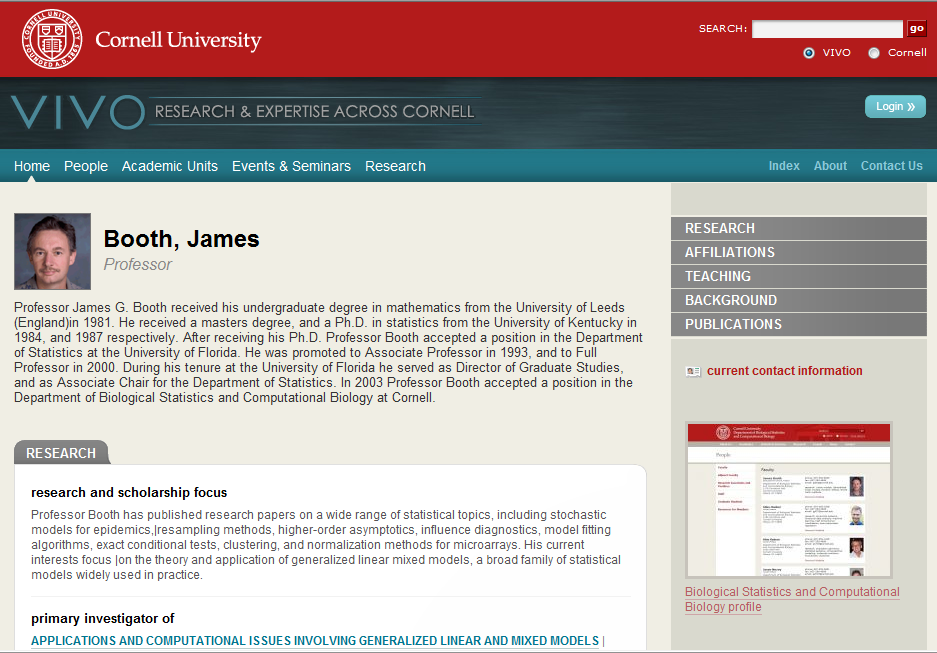 Cornell University
SEARCH:
go
VIVO
Cornell
VIVO RESEARCH & EXPERTISE ACROSS CORNELL
Login »
Home People Academic Units Events & Seminars Research
Index About Contact Us
Booth, James
Professor
Professor James G. Booth received his undergraduate degree in mathematics from the University of Leeds
(England)in 1981. He received a masters degree, and a Ph.D. in statistics from the University of Kentucky in
1984, and 1987 respectively. After receiving his Ph.D. Professor Booth accepted a position in the Department
of Statistics at the University of Florida. He was promoted to Associate Professor in 1993, and to Full
Professor in 2000. During his tenure at the University of Florida he served as Director of Graduate Studies,
and as Associate Chair for the Department of Statistics. In 2003 Professor Booth accepted a position in the
Department of Biological Statistics and Computational Biology at Cornell.
RESEARCH
research and scholarship focus
Professor Booth has published research papers on a wide range of statistical topics, including stochastic
models for epidemics,|resampling methods, higher-order asymptotics, influence diagnostics, model fitting
algorithms, exact conditional tests, clustering, and normalization methods for microarrays. His current
interests focus |on the theory and application of generalized linear mixed models, a broad family of statistical
models widely used in practice.
primary investigator of
APPLICATIONS AND COMPUTATIONAL ISSUES INVOLVING GENERALIZED LINEAR AND MIXED MODELS |
RESEARCH
AFFILIATIONS
TEACHING
BACKGROUND
PUBLICATIONS
current contact information
Cornell University
Department of Biological Statistics
and Computational Biology
People
Faculty
Biological Statistics and Computational
Biology profile